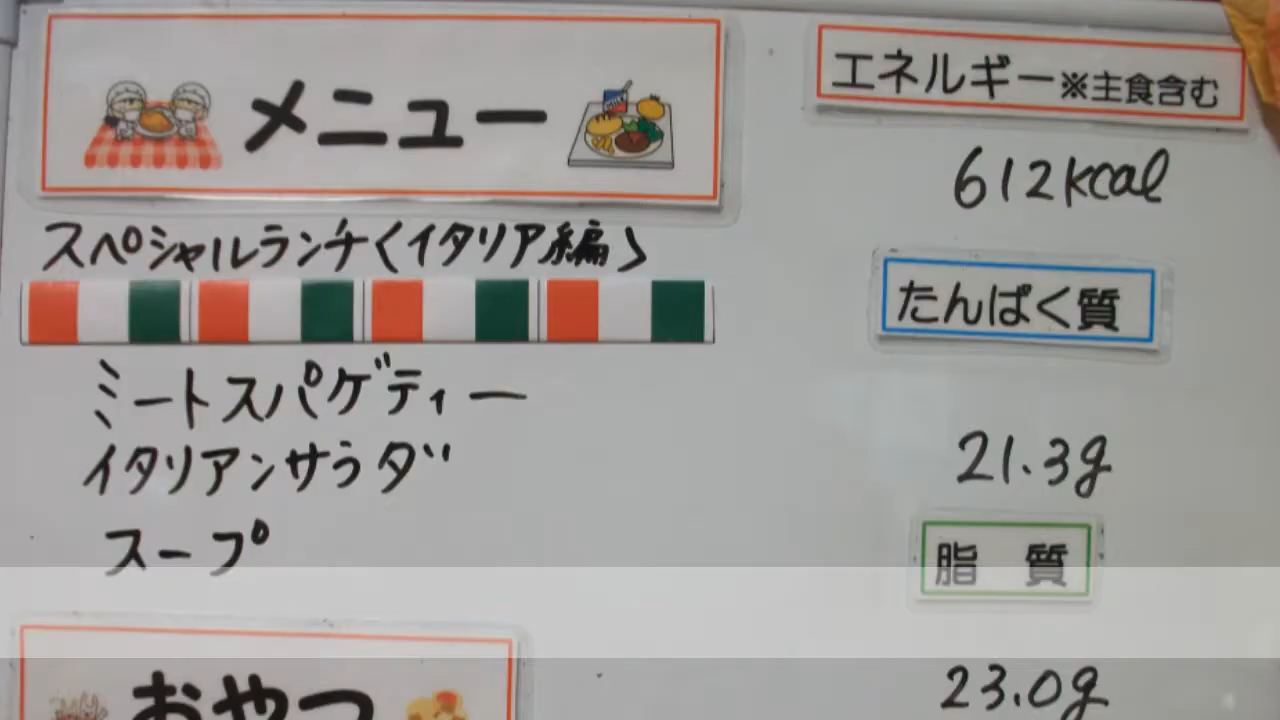 メニュー
スペシャルランチ〈イタリア編〉
ミートスパゲティー
イタリアンサラダ
スープ
おやつ
エネルギー※主食含む
612kcal
たんぱく質
21.3g
脂 質
23.0g